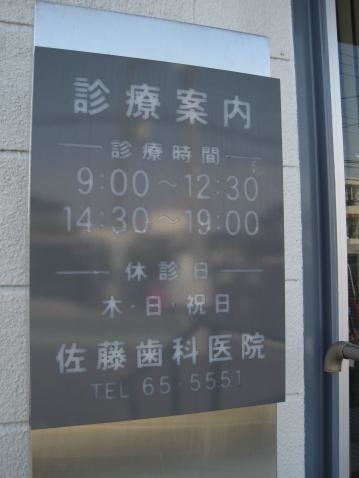 診療案内
診療時間
9:00〜12:30
14:30〜19:00
休診日
木・日・祝日
佐藤歯科医院
TEL 65-5551